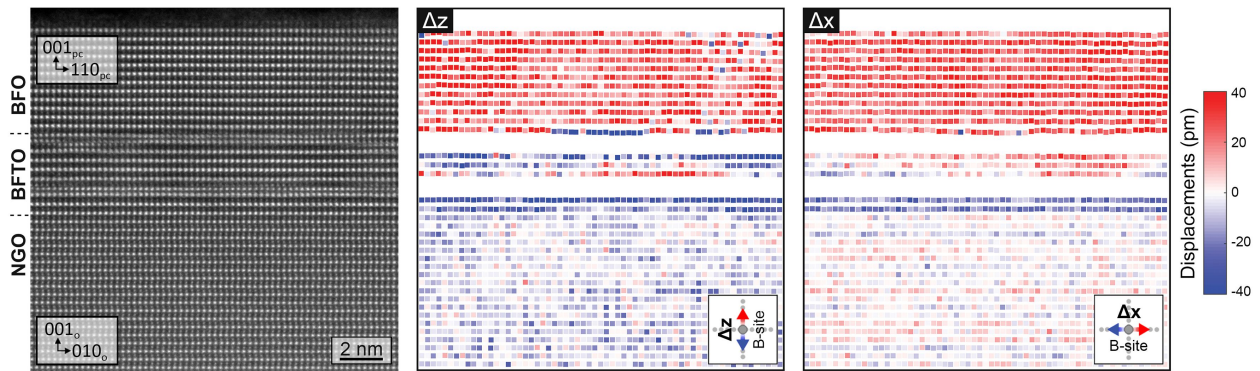 BFO
BFTO
NGO
001pc
110pc
001o
010o
2 nm
Δz
Δz
B-site
Δx
Δx
B-site
40
20
0
-20
-40
Displacements (pm)